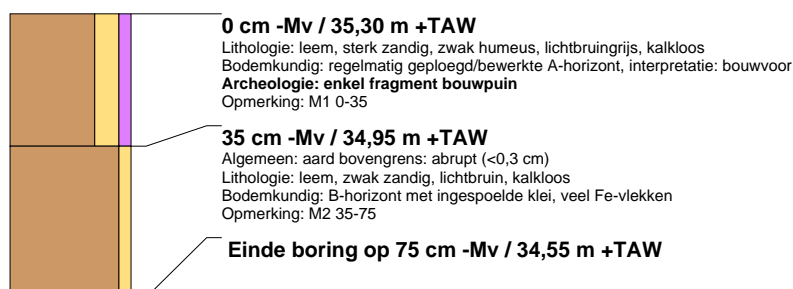 0 cm -Mv / 35,30 m +TAW
Lithologie: leem, sterk zandig, zwak humeus, lichtbruingrijs, kalkloos
Bodemkundig: regelmatig geploegd/bewerkte A-horizont, interpretatie: bouwvoor
Archeologie: enkel fragment bouwpuin
Opmerking: M1 0-35
35 cm -Mv / 34,95 m +TAW
Algemeen: aard bovengrens: abrupt (<0,3 cm)
Lithologie: leem, zwak zandig, lichtbruin, kalkloos
Bodemkundig: B-horizont met ingespoelde klei, veel Fe-vlekken
Opmerking: M2 35-75
Einde boring op 75 cm -Mv / 34,55 m +TAW